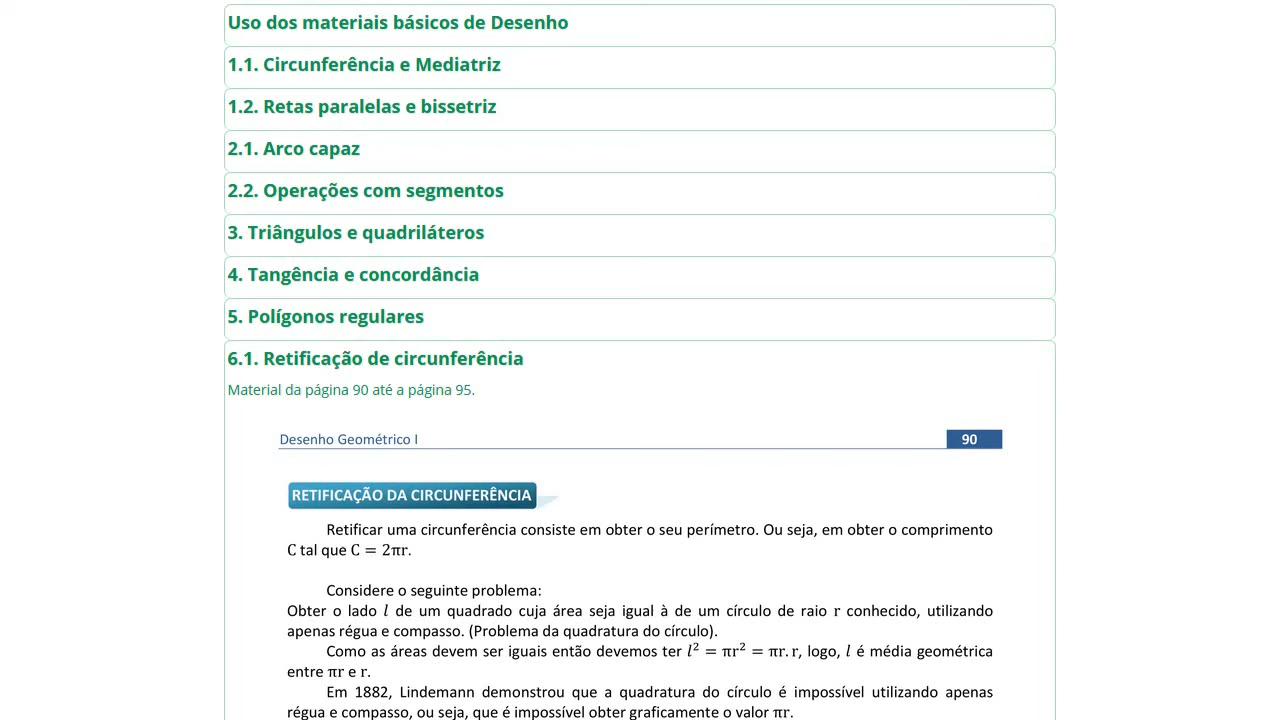 Uso dos materiais básicos de Desenho
1.1. Circunferência e Mediatriz
1.2. Retas paralelas e bissetriz
2.1. Arco capaz
2.2. Operações com segmentos
3. Triângulos e quadriláteros
4. Tangência e concordância
5. Polígonos regulares
6.1. Retificação de circunferência
Material da página 90 até a página 95.
Desenho Geométrico I 90
RETIFICAÇÃO DA CIRCUNFERÊNCIA
Retificar uma circunferência consiste em obter o seu perímetro. Ou seja, em obter o comprimento
C tal que C = 2πr.
Considere o seguinte problema:
Obter o lado l de um quadrado cuja área seja igual à de um círculo de raio r conhecido, utilizando
apenas régua e compasso. (Problema da quadratura do círculo).
Como as áreas devem ser iguais então devemos ter l² = πr² = πr. r, logo, l é média geométrica
entre πr e r.
Em 1882, Lindemann demonstrou que a quadratura do círculo é impossível utilizando apenas
régua e compasso, ou seja, que é impossível obter graficamente o valor πr.